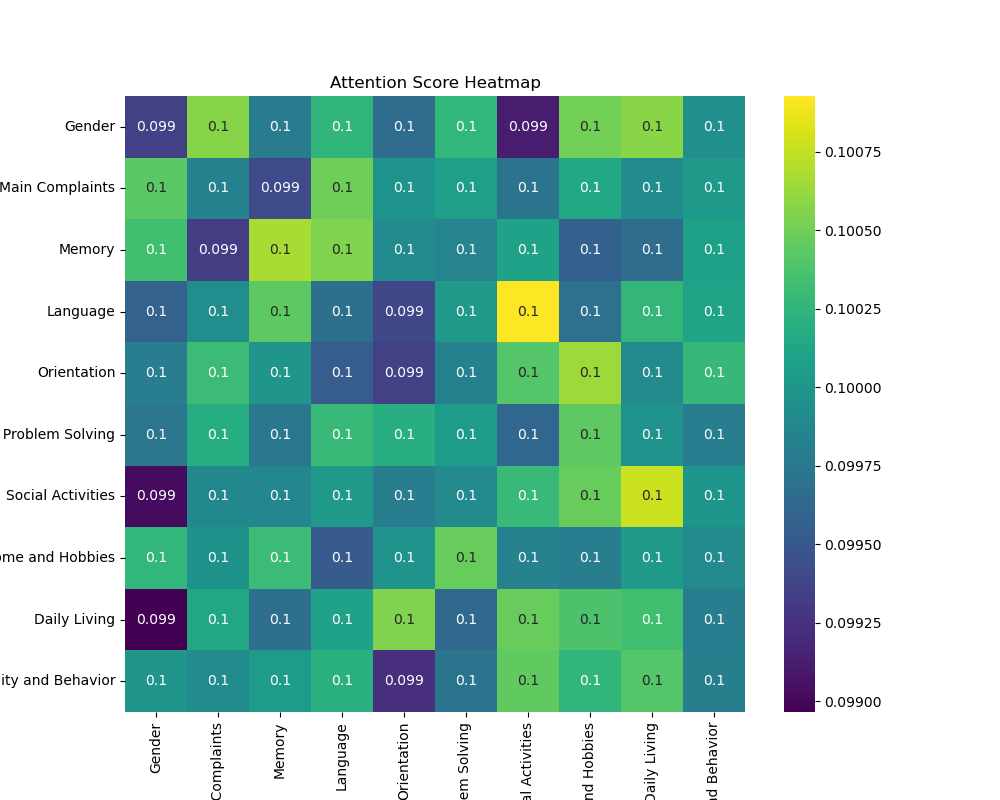 Attention Score Heatmap
Gender 0.099 0.1 0.1 0.1 0.1 0.1 0.099 0.1 0.1 0.1
Main Complaints 0.1 0.1 0.099 0.1 0.1 0.1 0.1 0.1 0.1 0.1
Memory 0.1 0.099 0.1 0.1 0.1 0.1 0.1 0.1 0.1 0.1
Language 0.1 0.1 0.1 0.1 0.099 0.1 0.1 0.1 0.1 0.1
Orientation 0.1 0.1 0.1 0.1 0.099 0.1 0.1 0.1 0.1 0.1
Problem Solving 0.1 0.1 0.1 0.1 0.1 0.1 0.1 0.1 0.1 0.1
Social Activities 0.099 0.1 0.1 0.1 0.1 0.1 0.1 0.1 0.1 0.1
ome and Hobbies 0.1 0.1 0.1 0.1 0.1 0.1 0.1 0.1 0.1 0.1
Daily Living 0.099 0.1 0.1 0.1 0.1 0.1 0.1 0.1 0.1 0.1
ity and Behavior 0.1 0.1 0.1 0.1 0.099 0.1 0.1 0.1 0.1 0.1
Gender
Complaints
Memory
Language
Orientation
em Solving
al Activities
nd Hobbies
Daily Living
nd Behavior
0.10075
0.10050
0.10025
0.10000
0.09975
0.09950
0.09925
0.09900